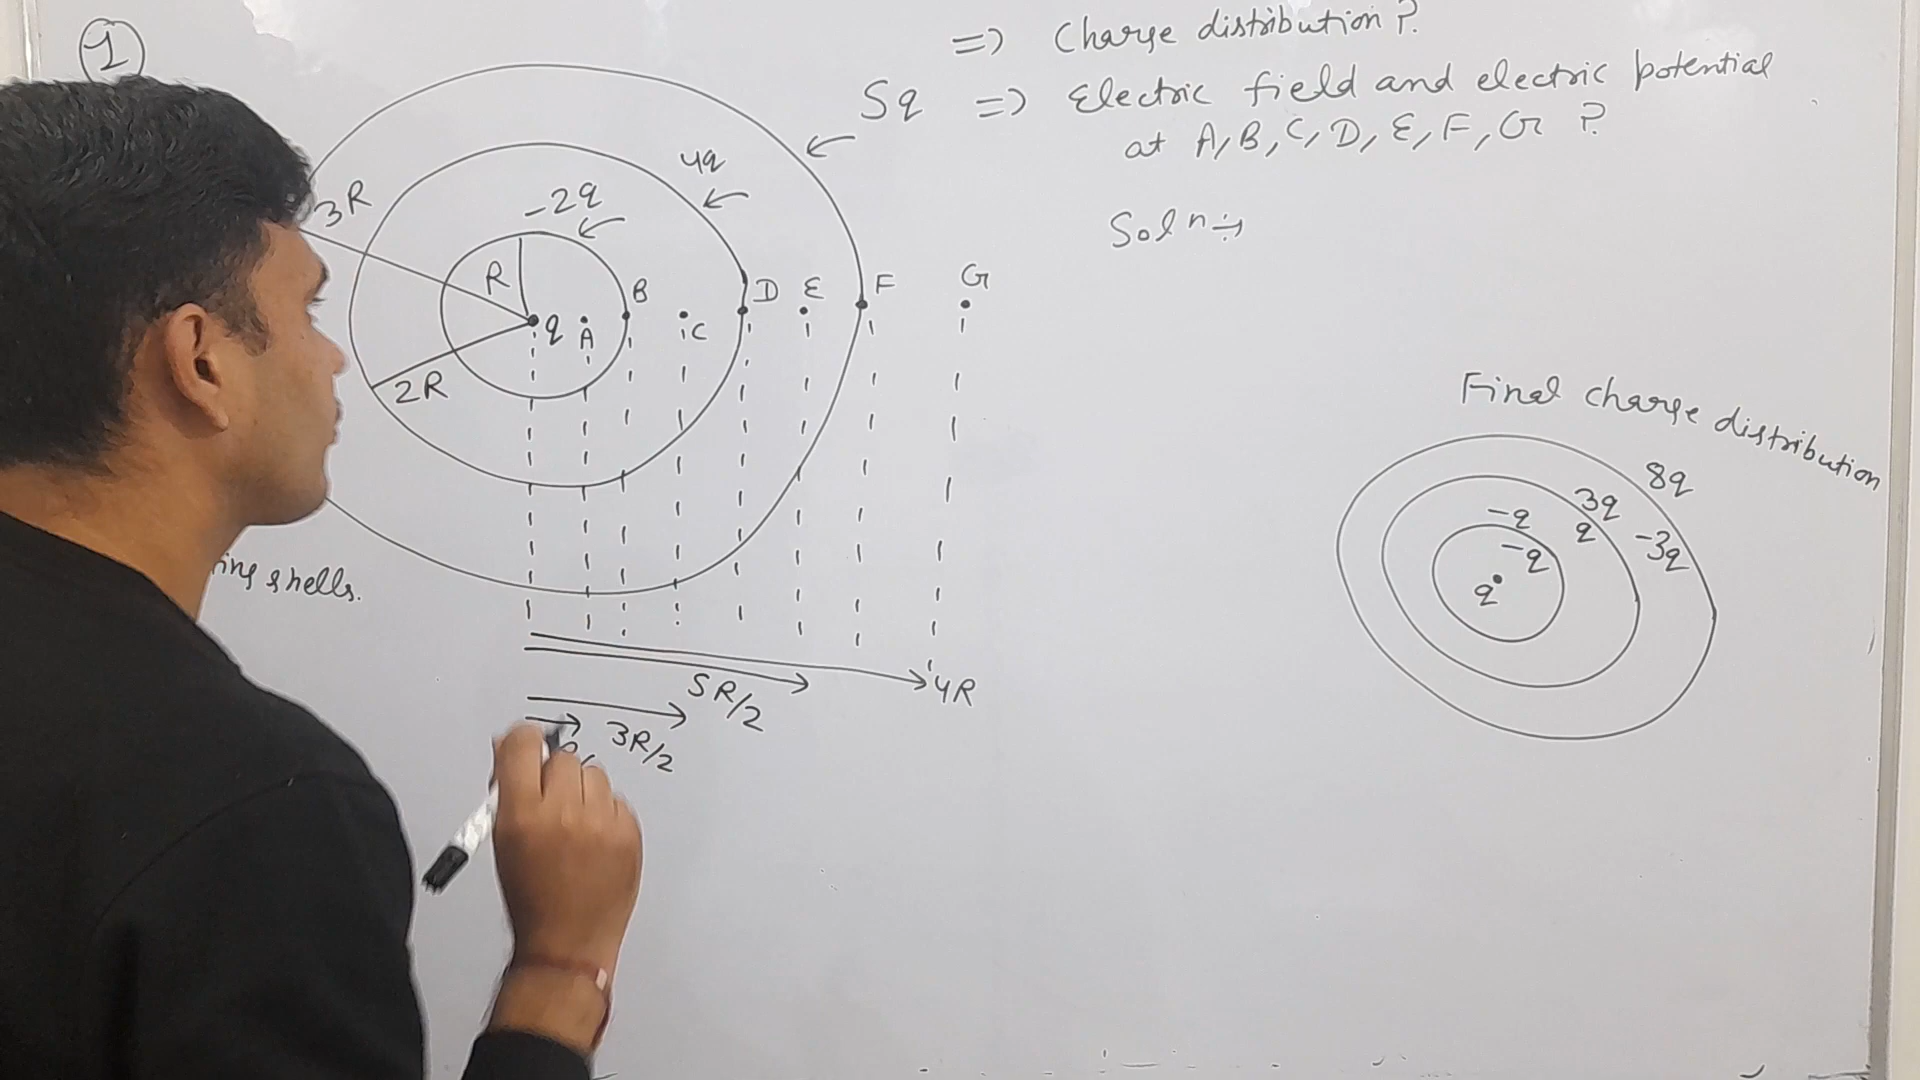 1
=> Charge distribution ?
5q => Electric field and electric potential
at A, B, C, D, E, F, G ?
Soln :->
4q
-2q
3R
R
2R
q
A
B
C
D
E
F
G
shells.
4R
5R/2
3R/2
Final charge distribution
8q
3q
-q
q
-3q
-q
q